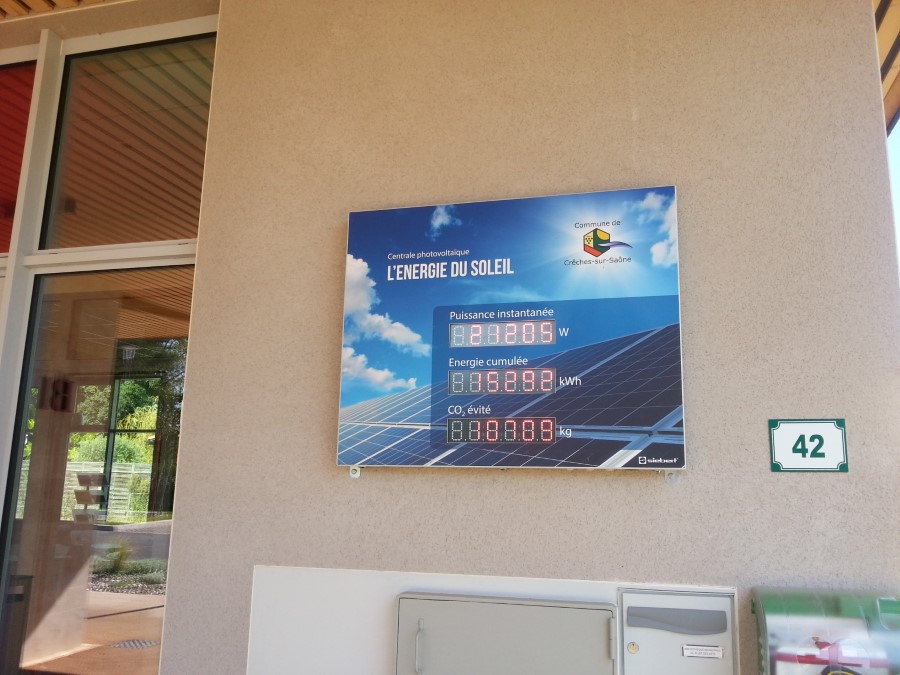 Commune de
Crêches-sur-Saône
Centrale photovoltaïque
L'ENERGIE DU SOLEIL
Puissance instantanée
21206 W
Energie cumulée
15292 kWh
CO₂ évité
kg
siebert
42